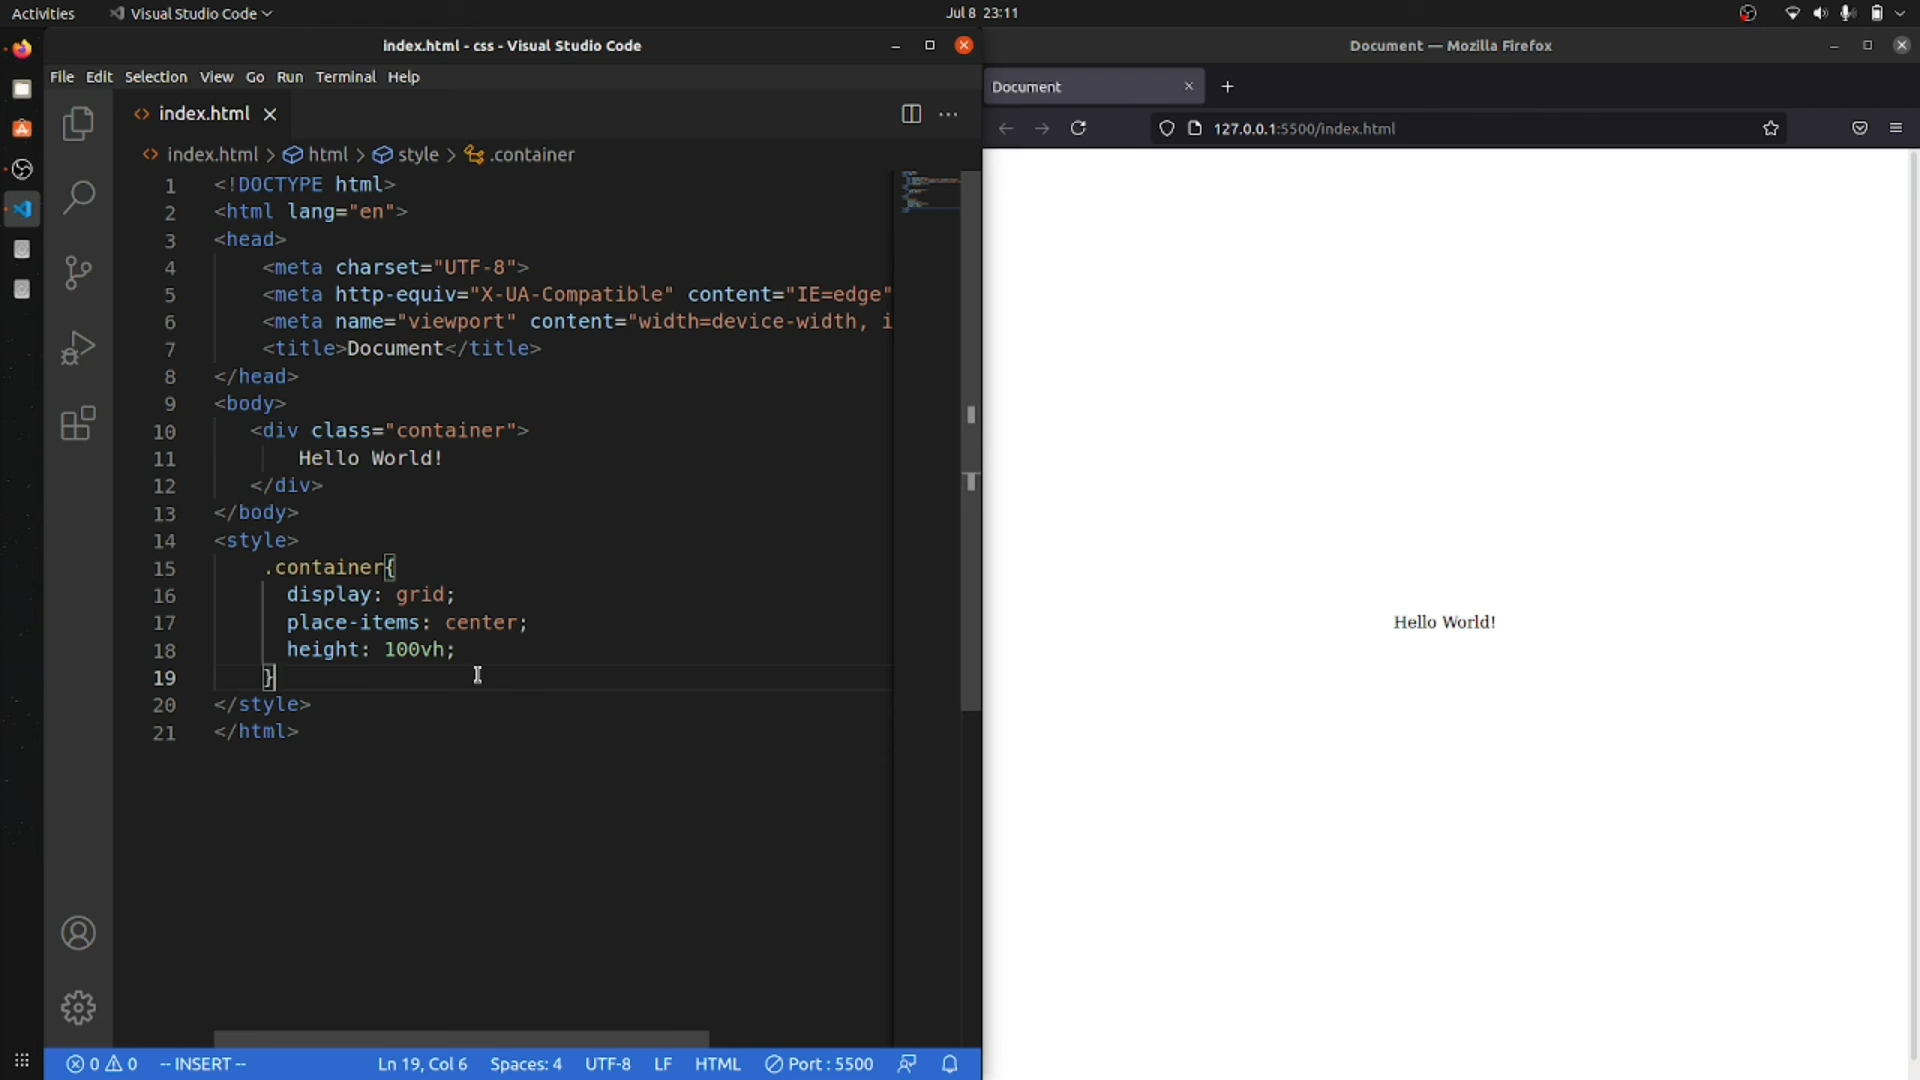 Activities
Visual Studio Code
Jul 8 23:11
index.html - css - Visual Studio Code
File Edit Selection View Go Run Terminal Help
index.html
index.html > html > style > .container
1 <!DOCTYPE html>
2 <html lang="en">
3 <head>
4 <meta charset="UTF-8">
5 <meta http-equiv="X-UA-Compatible" content="IE=edge"
6 <meta name="viewport" content="width=device-width, i
7 <title>Document</title>
8 </head>
9 <body>
10 <div class="container">
11 Hello World!
12 </div>
13 </body>
14 <style>
15 .container{
16 display: grid;
17 place-items: center;
18 height: 100vh;
19 }
20 </style>
21 </html>
0 0 -- INSERT -- Ln 19, Col 6 Spaces: 4 UTF-8 LF HTML Port : 5500
Document — Mozilla Firefox
Document
127.0.0.1:5500/index.html
Hello World!